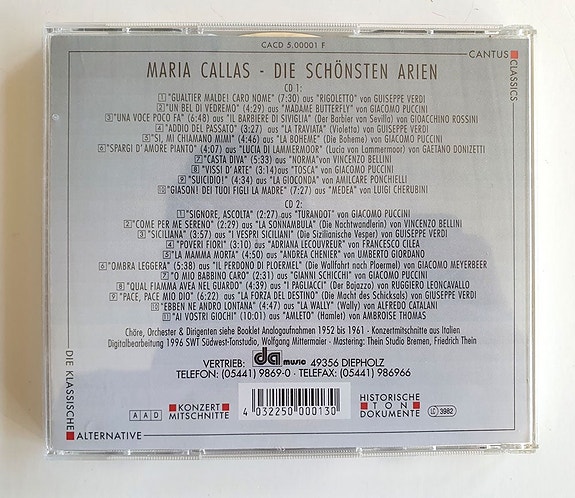 CACD 5.00001 F
CANTUS
CLASSICS
MARIA CALLAS - DIE SCHÖNSTEN ARIEN
CD 1:
1 "GUALTIER MALDE! CARO NOME" (7:30) aus "RIGOLETTO" von GUISEPPE VERDI
2 "UN BEL DI VEDREMO" (4:29) aus "MADAME BUTTERFLY" von GIACOMO PUCCINI
3 "UNA VOCE POCO FA" (6:48) aus "IL BARBIERE DI SIVIGLIA" (Der Barbier von Sevilla) von GIOACCHINO ROSSINI
4 "ADDIO DEL PASSATO" (3:27) aus "LA TRAVIATA" (Violetta) von GUISEPPE VERDI
5 "SI, MI CHIAMANO MIMI" (4:46) aus "LA BOHEME" (Die Boheme) von GIACOMO PUCCINI
6 "SPARGI D'AMORE PIANTO" (4:07) aus "LUCIA DI LAMMERMOOR" (Lucia von Lammermoor) von GAETANO DONIZETTI
7 "CASTA DIVA" (5:33) aus "NORMA"von VINCENZO BELLINI
8 "VISSI D'ARTE" (3:14)aus "TOSCA" von GIACOMO PUCCINI
9 "SUICIDIO!" (4:34) aus "LA GIOCONDA" von AMILCARE PONCHIELLI
10 "GIASON! DEI TUOI FIGLI LA MADRE" (7:27) aus "MEDEA" von LUIGI CHERUBINI
CD 2:
1 "SIGNORE, ASCOLTA" (2:27) aus "TURANDOT" von GIACOMO PUCCINI
2 "COME PER ME SERENO" (2:29) aus "LA SONNAMBULA" (Die Nachtwandlerin) von VINCENZO BELLINI
3 "SICILIANA" (3:57) aus "I VESPRI SICILIANI" (Die Sizilianische Vesper) von GUISEPPE VERDI
4 "POVERI FIORI" (3:10) aus "ADRIANA LECOUVREUR" von FRANCESCO CILEA
5 "LA MAMMA MORTA" (4:50) aus "ANDREA CHENIER" von UMBERTO GIORDANO
6 "OMBRA LEGGERA" (5:38) aus "IL PERDONO DI PLOERMEL" (Die Wallfahrt nach Ploermel) von GIACOMO MEYERBEER
7 "O MIO BABBINO CARO" (2:31) aus "GIANNI SCHICCHI" von GIACOMO PUCCINI
8 "QUAL FIAMMA AVEA NEL GUARDO" (4:39) aus "I PAGLIACCI" (Der Bajazzo) von RUGGIERO LEONCAVALLO
9 "PACE, PACE MIO DIO" (6:22) aus "LA FORZA DEL DESTINO" (Die Macht des Schicksals) von GUISEPPE VERDI
10 "EBBEN NE ANDRO LONTANA" (4:47) aus "LA WALLY" (Wally) von ALFREDO CATALANI
11 "AI VOSTRI GIOCHI" (10:01) aus "AMLETO" (Hamlet) von AMBROISE THOMAS
Chöre, Orchester & Dirigenten siehe Booklet Analogaufnahmen 1952 bis 1961 - Konzertmitschnitte aus Italien
Digitalbearbeitung 1996 SWT Südwest-Tonstudio, Wolfgang Mittermaier - Mastering: Thein Studio Bremen, Friedrich Thein
VERTRIEB: da music 49356 DIEPHOLZ
TELEFON: (05441) 9869-0 - TELEFAX: (05441) 986966
DIE KLASSISCHE
ALTERNATIVE
AAD
KONZERT
MITSCHNITTE
4 032250 000130
HISTORISCHE
TON
DOKUMENTE
LC 3982